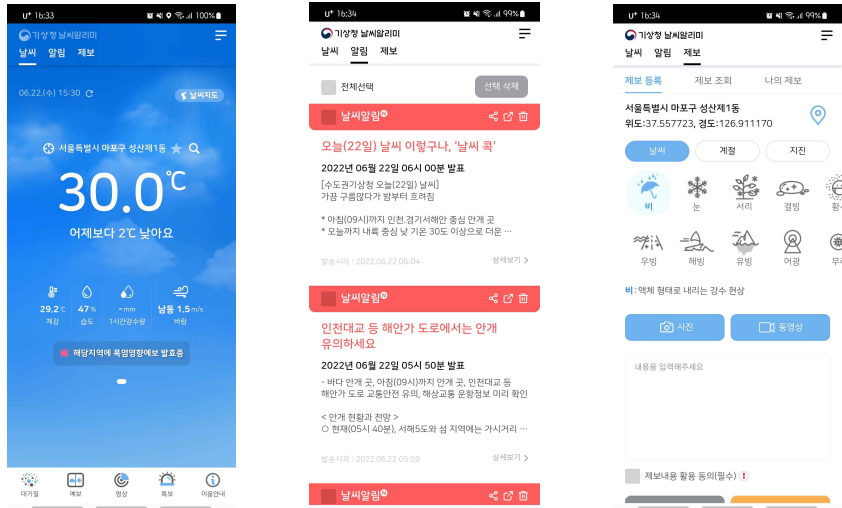 U⁺ 16:33
100%
기상청 날씨알리미
날씨 알림 제보
06.22.(수) 15:30
날씨지도
서울특별시 마포구 성산제1동
30.0℃
어제보다 2℃ 낮아요
29.2℃ 47% -mm 남동 1.5m/s
체감 습도 1시간강수량 바람
해당지역에 폭염영향예보 발효중
대기질 예보 영상 특보 이용안내
U⁺ 16:34
99%
기상청 날씨알리미
날씨 알림 제보
전체선택
선택 삭제
날씨알림N
오늘(22일) 날씨 이렇구나, '날씨 콕'
2022년 06월 22일 06시 00분 발표
[수도권기상청 오늘(22일) 날씨]
가끔 구름많다가 밤부터 흐려짐
* 아침(09시)까지 인천.경기서해안 중심 안개 곳
* 오늘까지 내륙 중심 낮 기온 30도 이상으로 더운 ···
발송시각 : 2022.06.22 06:04
상세보기 >
날씨알림N
인천대교 등 해안가 도로에서는 안개
유의하세요
2022년 06월 22일 05시 50분 발표
- 바다 안개 곳, 아침(09시)까지 안개 곳, 인천대교 등
해안가 도로 교통안전 유의, 해상교통 운항정보 미리 확인
< 안개 현황과 전망 >
○ 현재(05시 40분), 서해5도와 섬 지역에는 가시거리 ···
발송시각 : 2022.06.22 05:59
상세보기 >
날씨알림N
U⁺ 16:34
99%
기상청 날씨알리미
날씨 알림 제보
제보 등록 제보 조회 나의 제보
서울특별시 마포구 성산제1동
위도:37.557723, 경도:126.911170
날씨 계절 지진
비 눈 서리 결빙
우빙 해빙 유빙 어광
비: 액체 형태로 내리는 강수 현상
사진 동영상
내용을 입력해주세요
제보내용 활용 동의(필수)